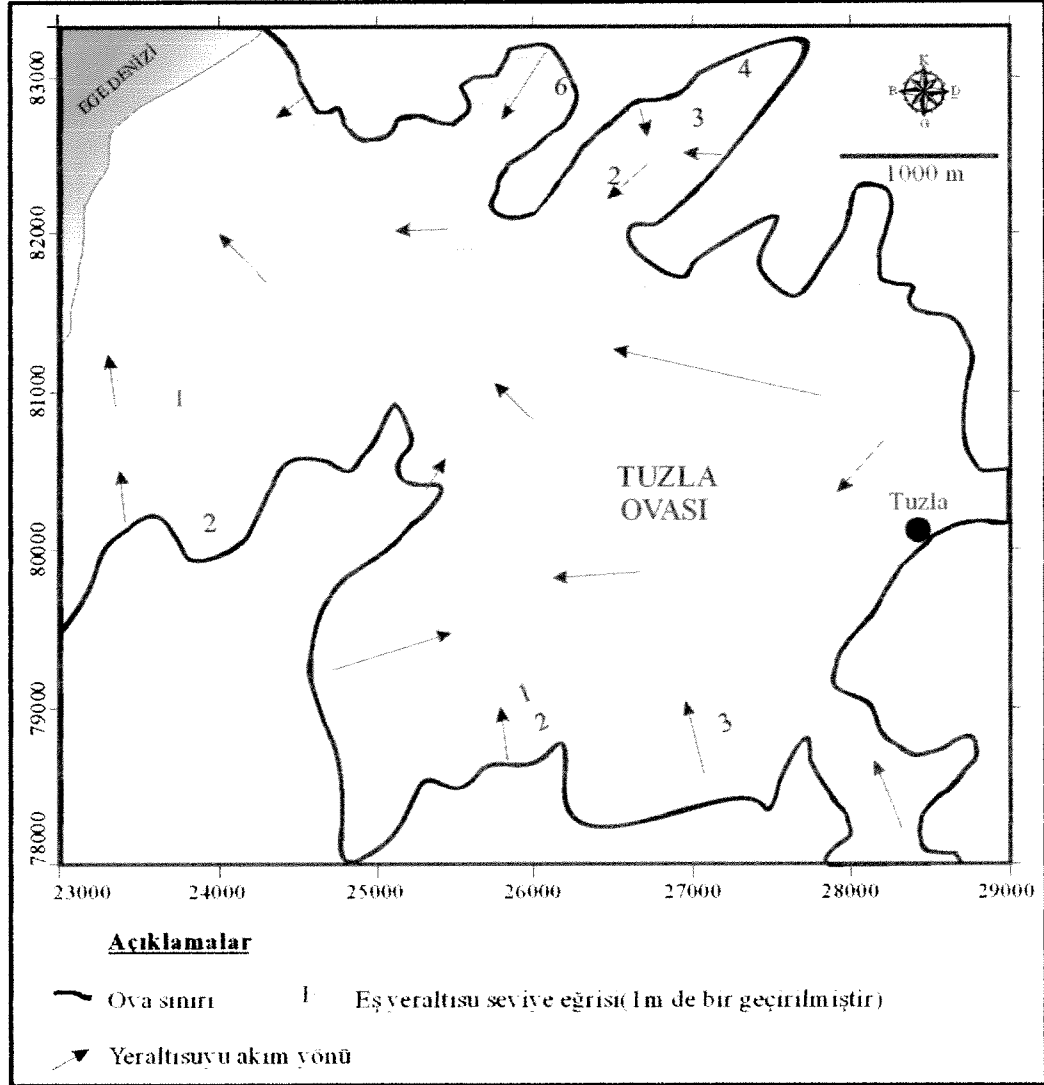 EGE DENİZİ
83000
82000
81000
80000
79000
78000
6
4
3
2
K
B
D
G
1000 m
1
2
TUZLA
OVASI
Tuzla
1
2
3
23000
24000
25000
26000
27000
28000
29000
Açıklamalar
Ova sınırı
1
Eş yeraltısu seviye eğrisi(1m de bir geçirilmiştir)
Yeraltısuyu akım yönü